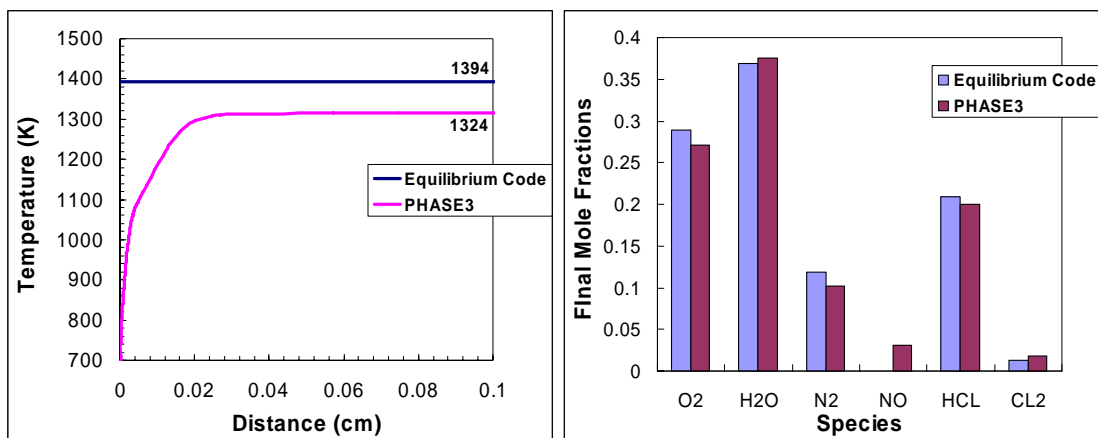 1500
1400
1300
1200
1100
1000
900
800
700
Temperature (K)
1394
1324
Equilibrium Code
PHASE3
0 0.02 0.04 0.06 0.08 0.1
Distance (cm)
0.4
0.35
0.3
0.25
0.2
0.15
0.1
0.05
0
FInal Mole Fractions
Equilibrium Code
PHASE3
O2 H2O N2 NO HCL CL2
Species